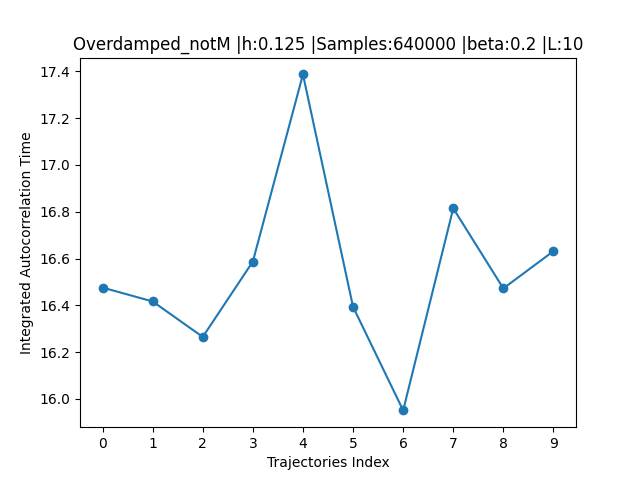 Overdamped_notM |h:0.125 |Samples:640000 |beta:0.2 |L:10
17.4
17.2
17.0
16.8
16.6
16.4
16.2
16.0
Integrated Autocorrelation Time
0 1 2 3 4 5 6 7 8 9
Trajectories Index